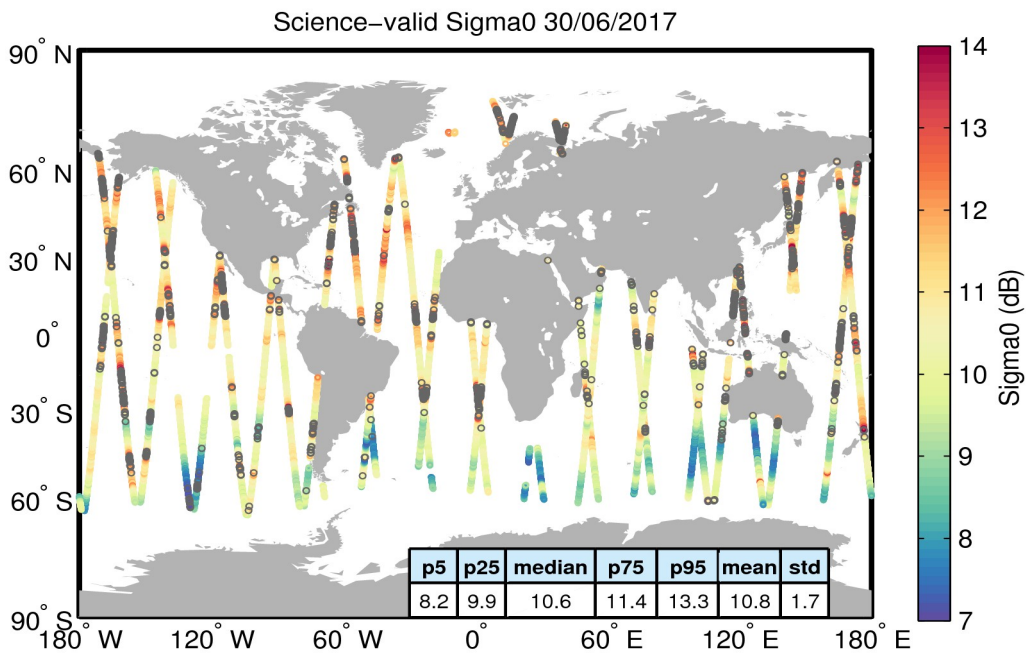 Science−valid Sigma0 30/06/2017
90° N
60° N
30° N
0°
30° S
60° S
90° S
180° W
120° W
60° W
0°
60° E
120° E
180° E
p5 p25 median p75 p95 mean std
8.2 9.9 10.6 11.4 13.3 10.8 1.7
14
13
12
11
10
9
8
7
Sigma0 (dB)